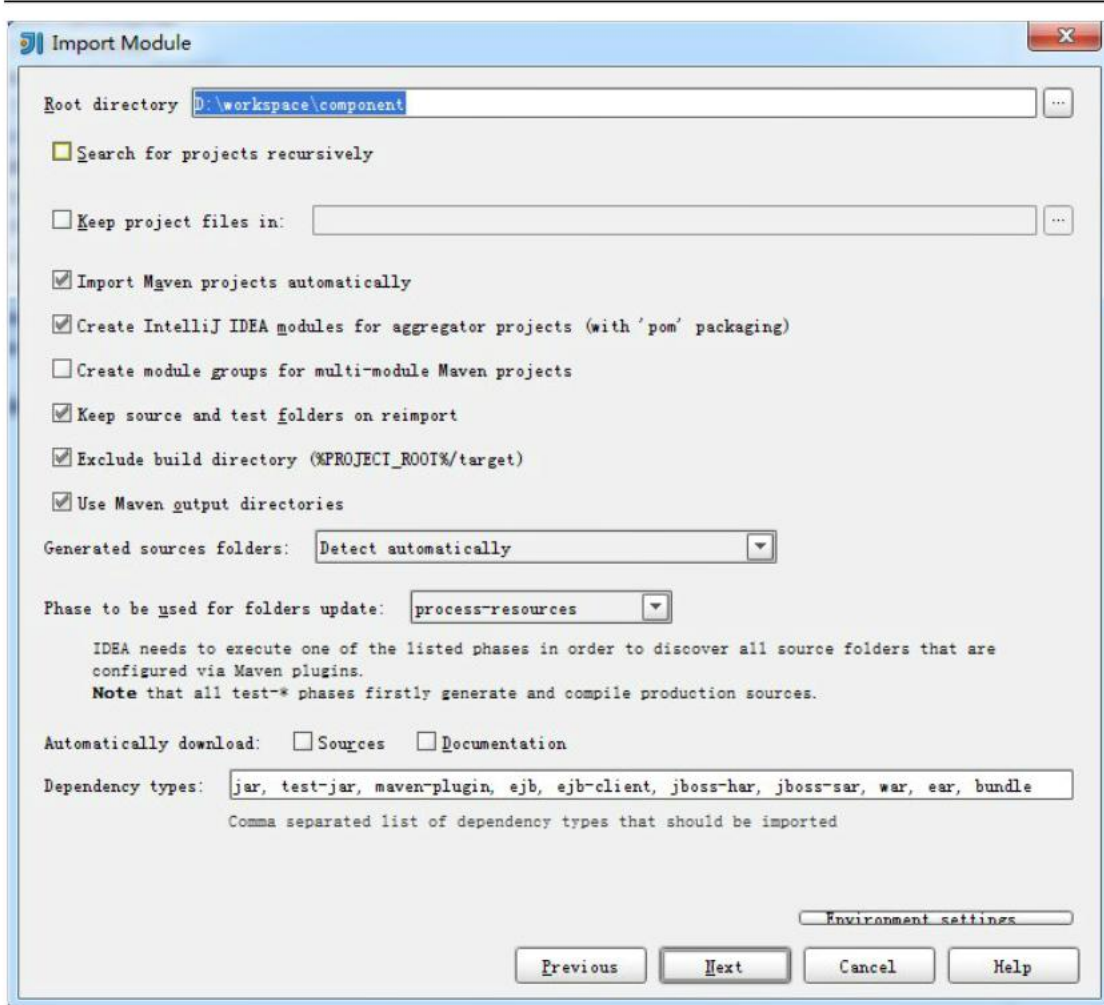 Import Module
Root directory D:\workspace\component ...
Search for projects recursively
Keep project files in: ...
Import Maven projects automatically
Create IntelliJ IDEA modules for aggregator projects (with 'pom' packaging)
Create module groups for multi-module Maven projects
Keep source and test folders on reimport
Exclude build directory (%PROJECT_ROOT%/target)
Use Maven output directories
Generated sources folders: Detect automatically
Phase to be used for folders update: process-resources
IDEA needs to execute one of the listed phases in order to discover all source folders that are
configured via Maven plugins.
Note that all test-* phases firstly generate and compile production sources.
Automatically download: Sources Documentation
Dependency types: jar, test-jar, maven-plugin, ejb, ejb-client, jboss-har, jboss-sar, war, ear, bundle
Comma separated list of dependency types that should be imported
Environment settings
Previous Next Cancel Help